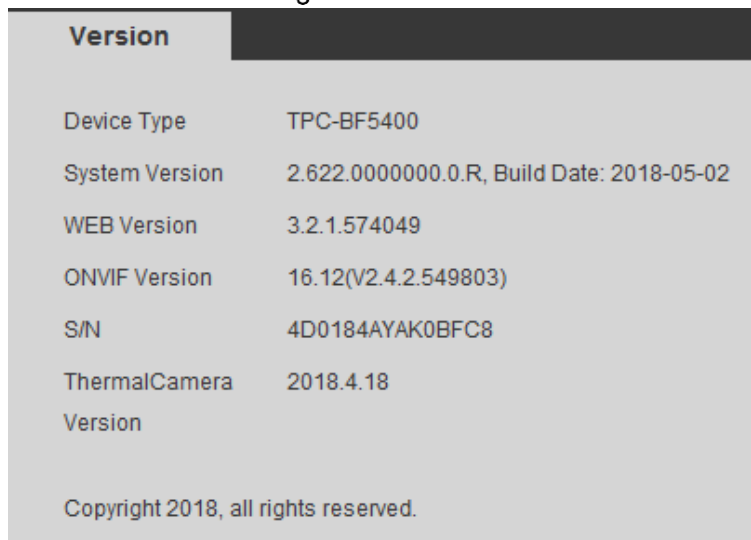 Version
Device Type TPC-BF5400
System Version 2.622.0000000.0.R, Build Date: 2018-05-02
WEB Version 3.2.1.574049
ONVIF Version 16.12(V2.4.2.549803)
S/N 4D0184AYAK0BFC8
ThermalCamera 2018.4.18
Version
Copyright 2018, all rights reserved.